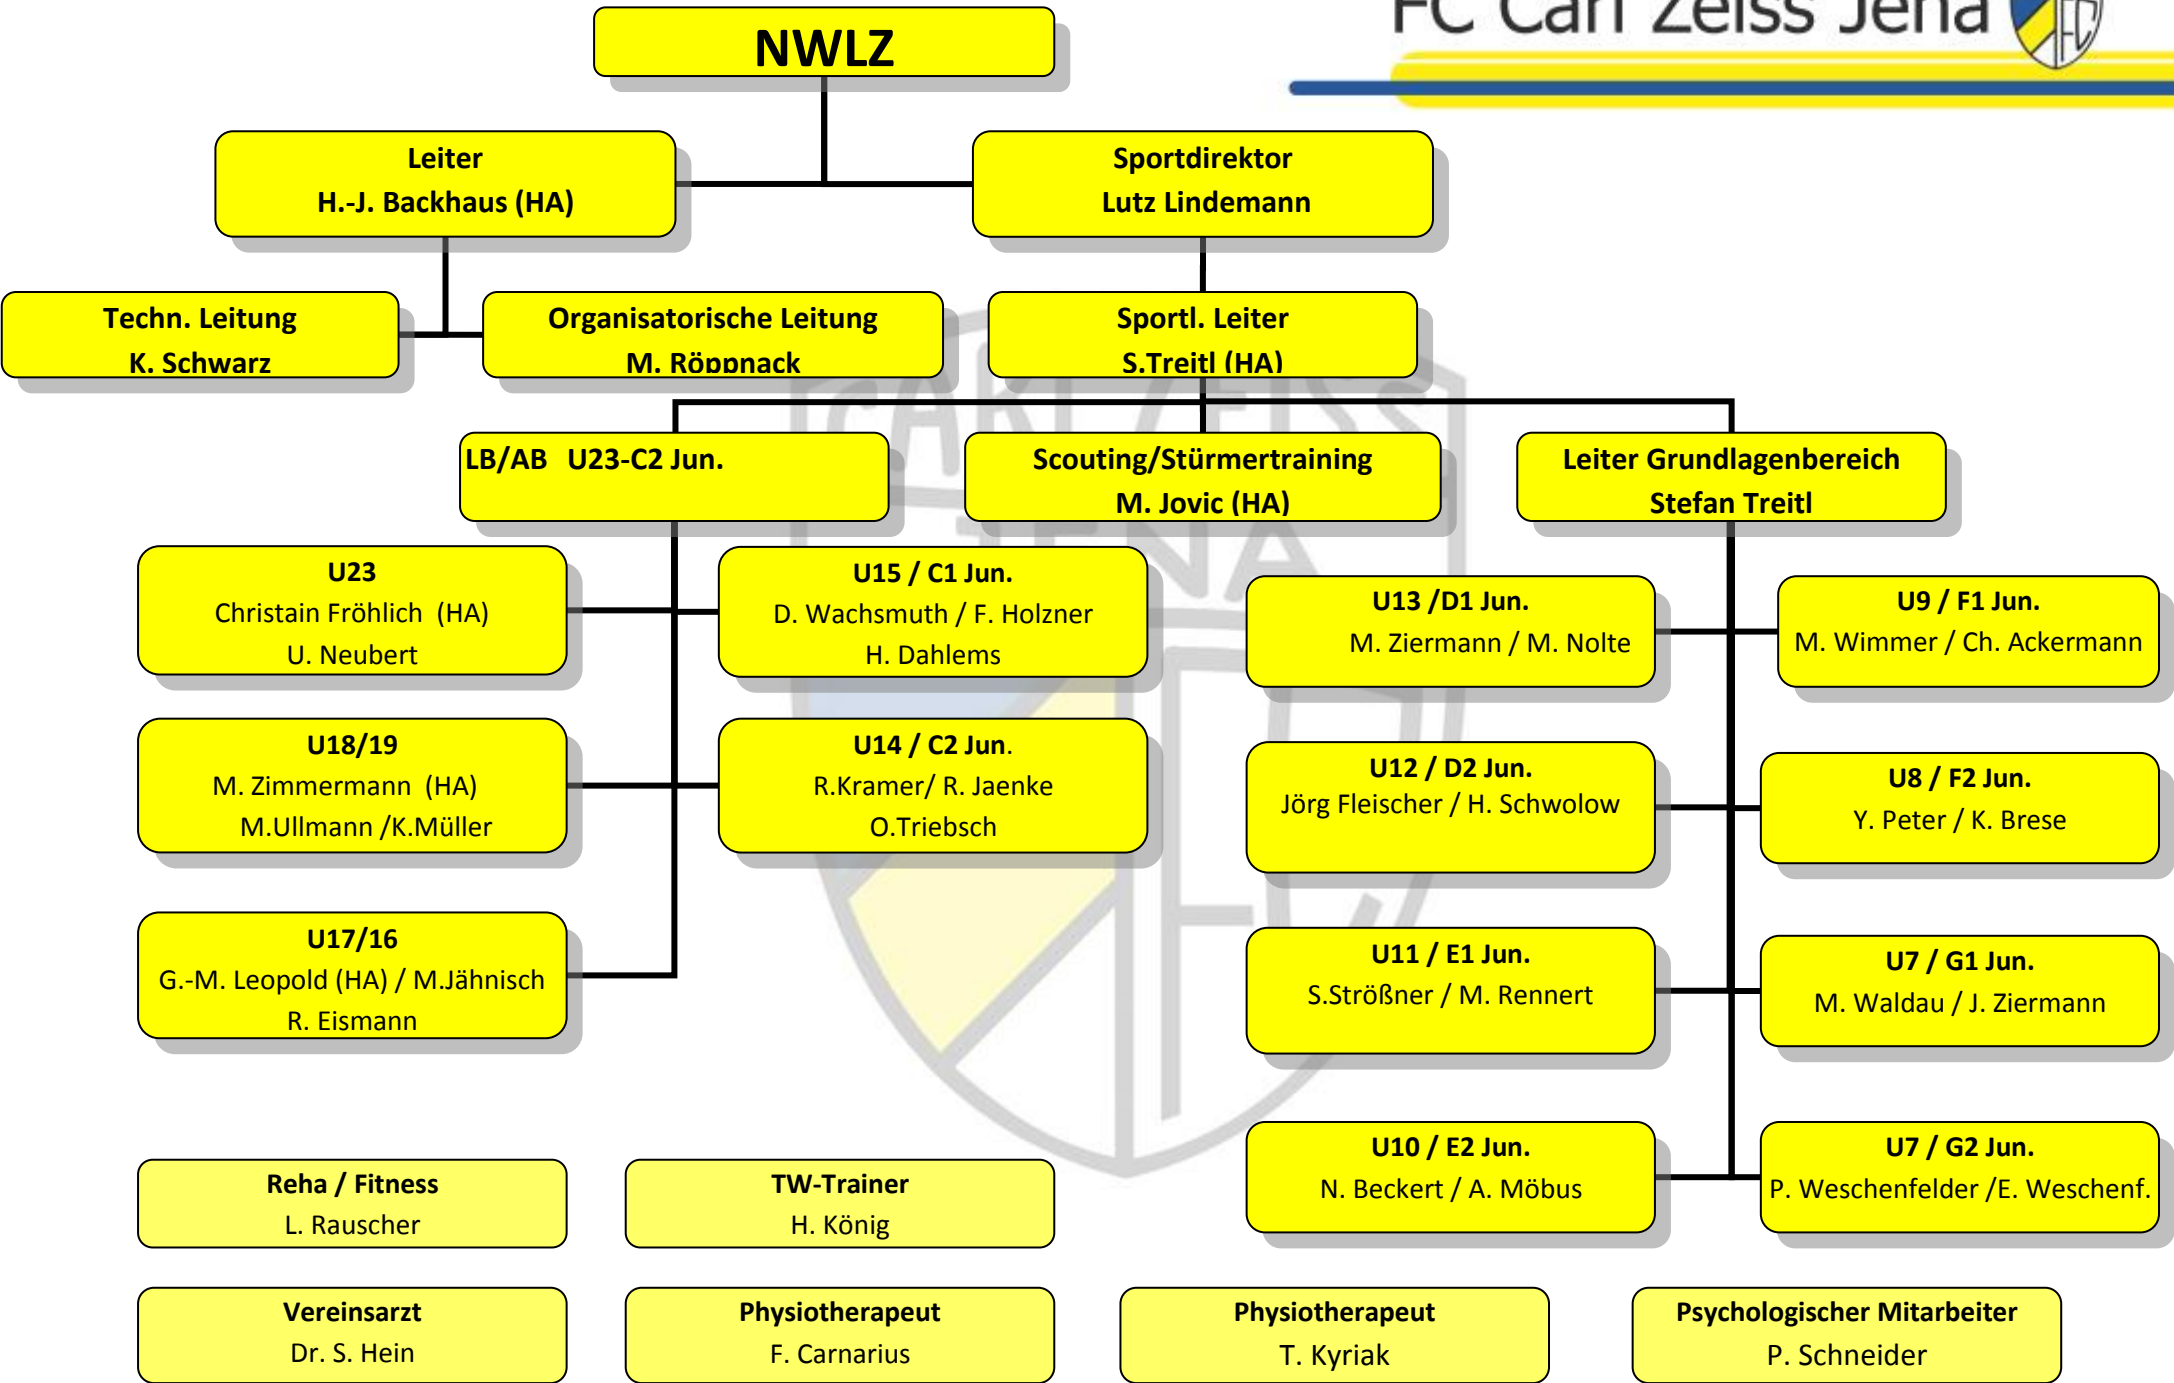 FC Carl Zeiss Jena
FC
NWLZ
Leiter
H.-J. Backhaus (HA)
Sportdirektor
Lutz Lindemann
Techn. Leitung
K. Schwarz
Organisatorische Leitung
M. Röppnack
Sportl. Leiter
S.Treitl (HA)
CARL ZEISS
JENA
FC
LB/AB U23-C2 Jun.
Scouting/Stürmertraining
M. Jovic (HA)
Leiter Grundlagenbereich
Stefan Treitl
U23
Christain Fröhlich (HA)
U. Neubert
U15 / C1 Jun.
D. Wachsmuth / F. Holzner
H. Dahlems
U13 /D1 Jun.
M. Ziermann / M. Nolte
U9 / F1 Jun.
M. Wimmer / Ch. Ackermann
U18/19
M. Zimmermann (HA)
M.Ullmann /K.Müller
U14 / C2 Jun.
R.Kramer/ R. Jaenke
O.Triebsch
U12 / D2 Jun.
Jörg Fleischer / H. Schwolow
U8 / F2 Jun.
Y. Peter / K. Brese
U17/16
G.-M. Leopold (HA) / M.Jähnisch
R. Eismann
U11 / E1 Jun.
S.Strößner / M. Rennert
U7 / G1 Jun.
M. Waldau / J. Ziermann
U10 / E2 Jun.
N. Beckert / A. Möbus
U7 / G2 Jun.
P. Weschenfelder /E. Weschenf.
Reha / Fitness
L. Rauscher
TW-Trainer
H. König
Vereinsarzt
Dr. S. Hein
Physiotherapeut
F. Carnarius
Physiotherapeut
T. Kyriak
Psychologischer Mitarbeiter
P. Schneider